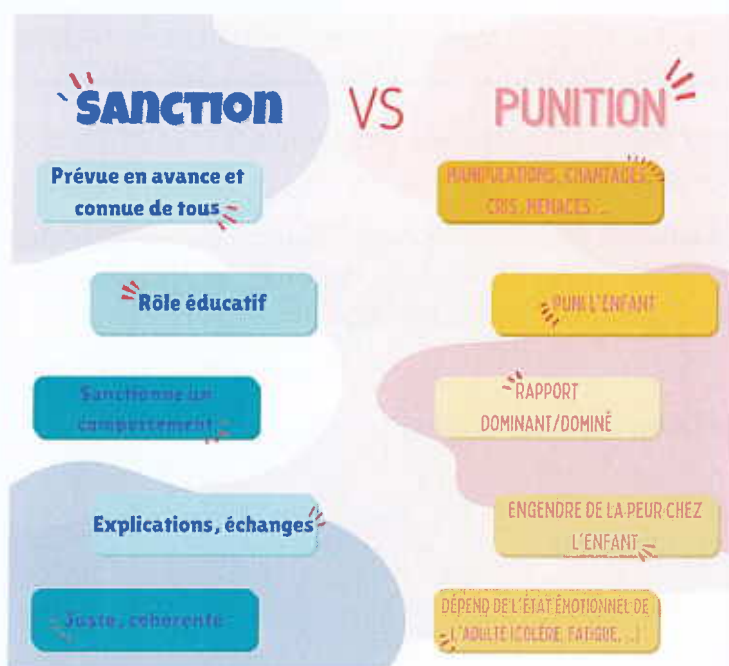 SANCTION VS PUNITION
Prévue en avance et
connue de tous
MANIPULATIONS, CHANTAGES,
CRIS, MENACES ...
Rôle éducatif
PUNI L'ENFANT
Sanctionne un
comportement
RAPPORT
DOMINANT/DOMINÉ
Explications, échanges
ENGENDRE DE LA PEUR CHEZ
L'ENFANT
Juste, cohérente
DÉPEND DE L'ÉTAT ÉMOTIONNEL DE
L'ADULTE (COLÈRE, FATIGUE, ...)